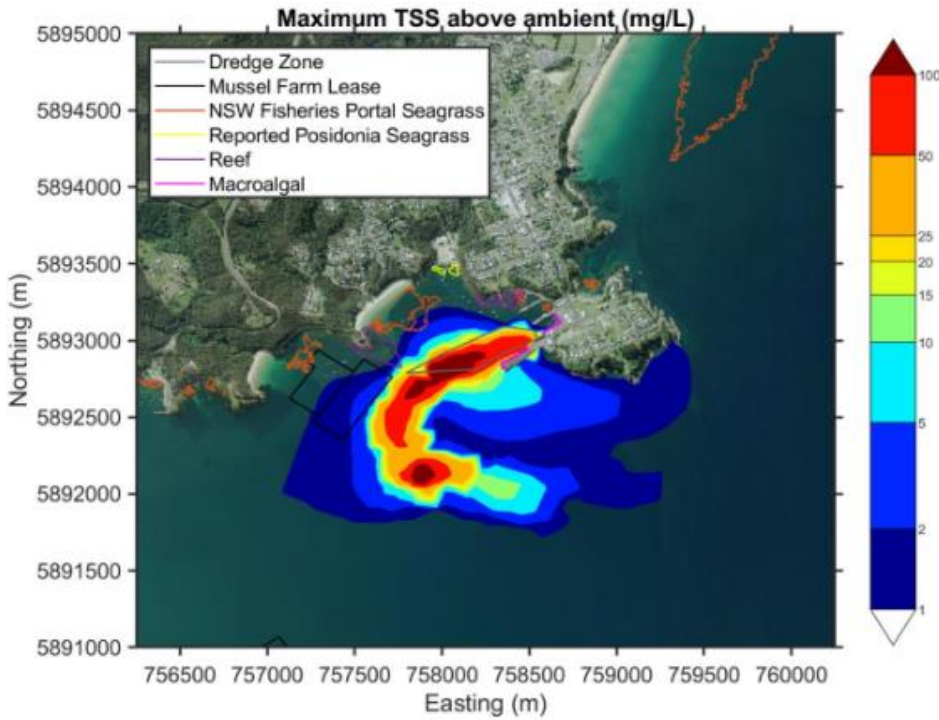 Maximum TSS above ambient (mg/L)
5895000
5894500
5894000
5893500
5893000
5892500
5892000
5891500
5891000
Northing (m)
Dredge Zone
Mussel Farm Lease
NSW Fisheries Portal Seagrass
Reported Posidonia Seagrass
Reef
Macroalgal
100
50
25
20
15
10
5
2
1
756500 757000 757500 758000 758500 759000 759500 760000
Easting (m)